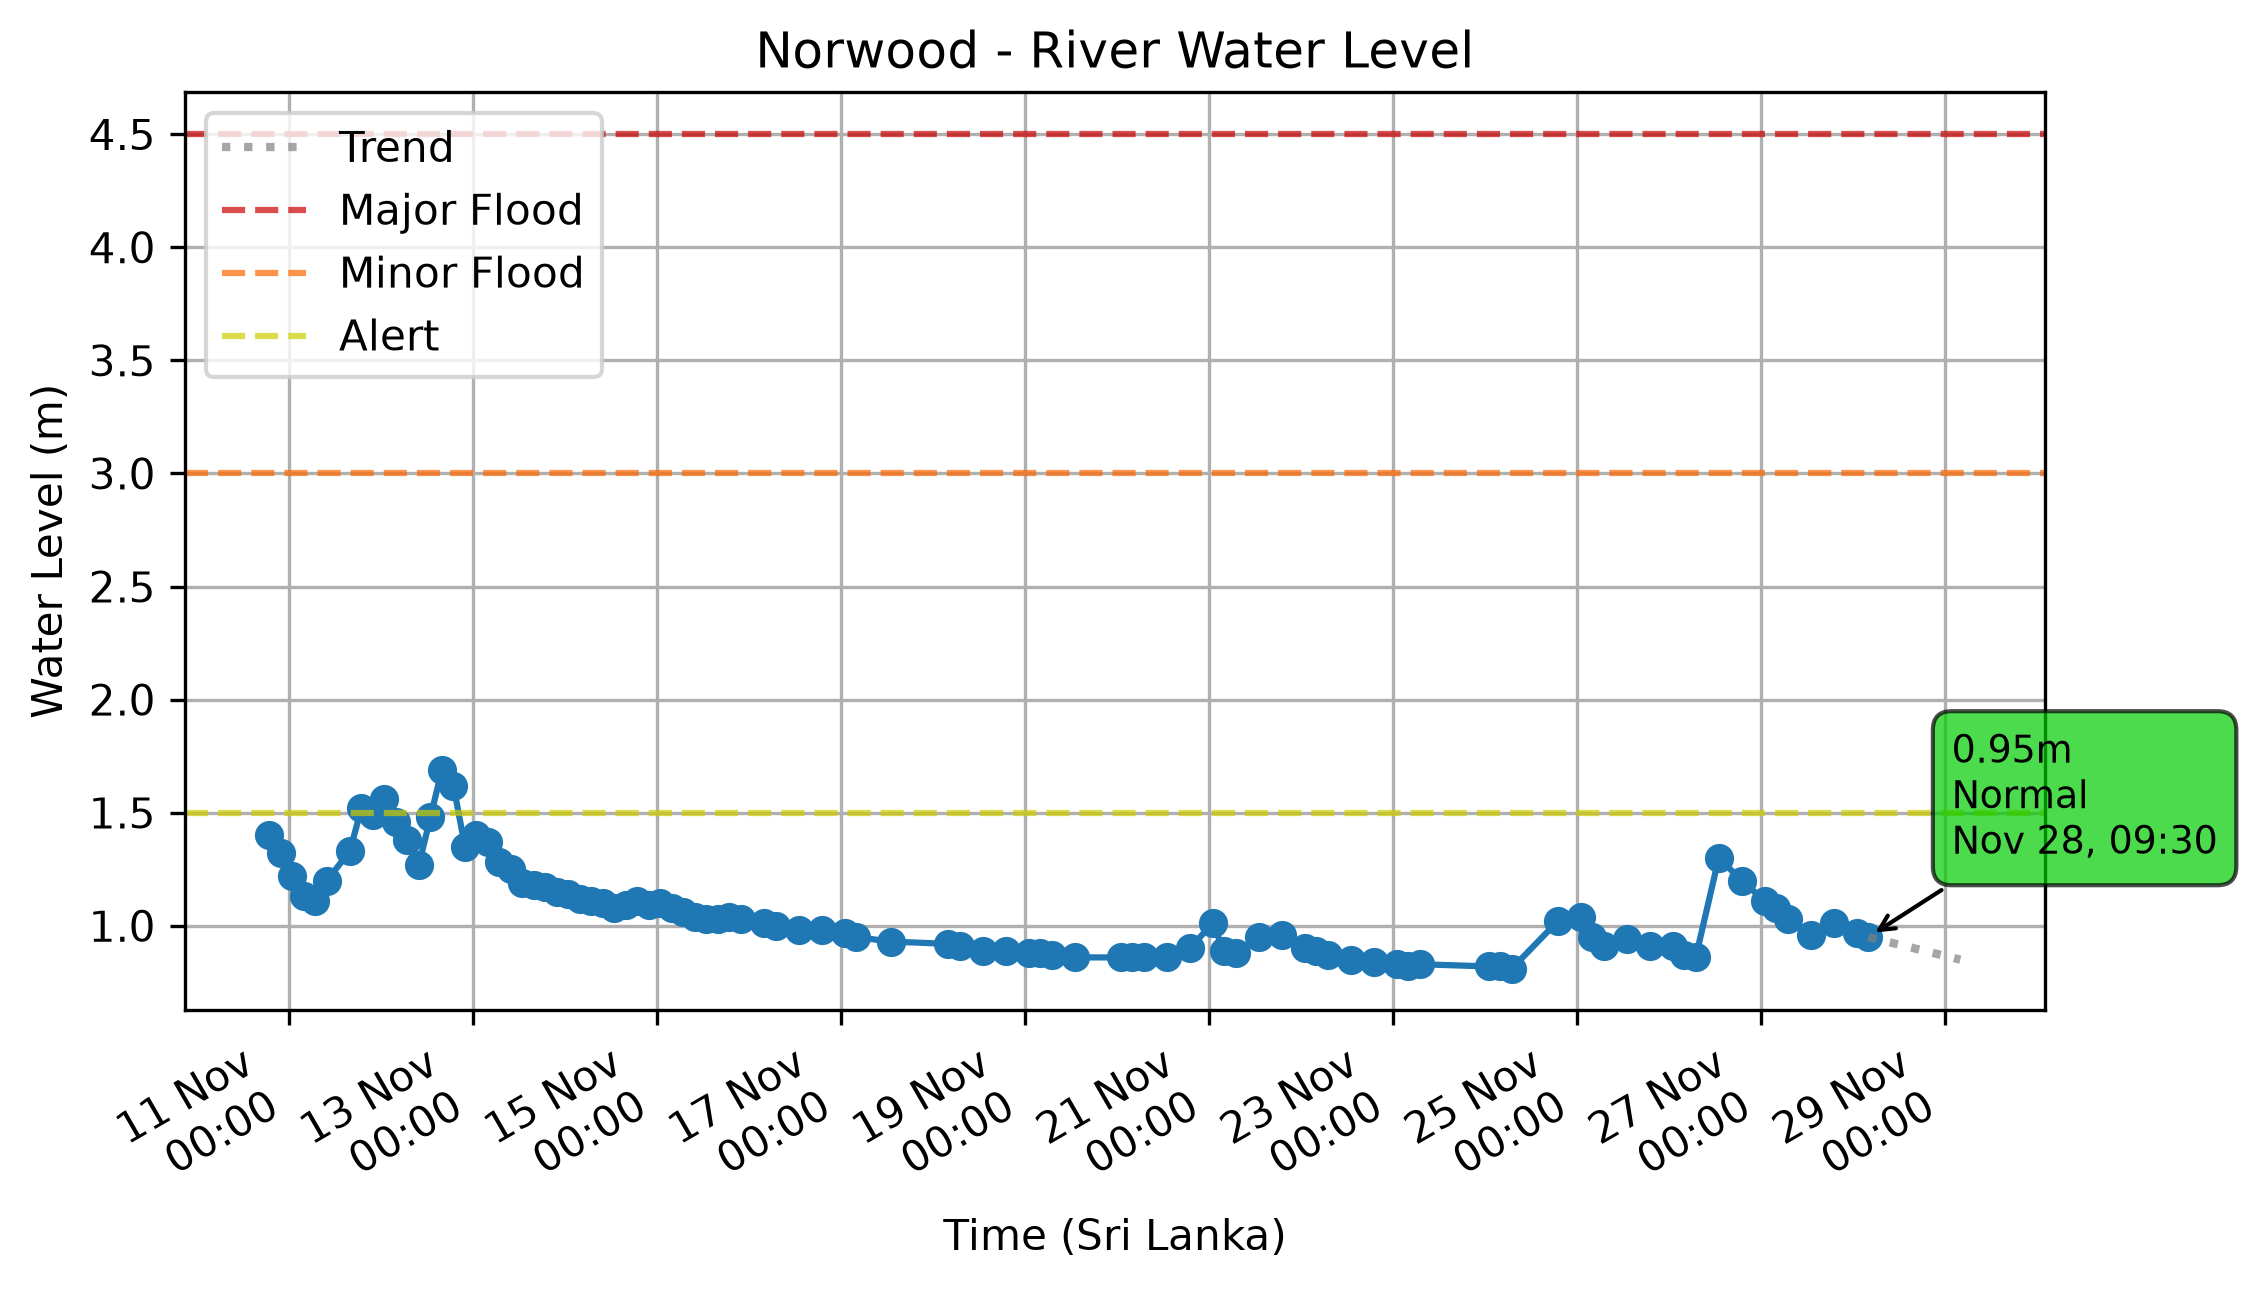 Norwood - River Water Level
Trend
Major Flood
Minor Flood
Alert
4.5
4.0
3.5
3.0
2.5
2.0
1.5
1.0
Water Level (m)
0.95m
Normal
Nov 28, 09:30
11 Nov
00:00
13 Nov
00:00
15 Nov
00:00
17 Nov
00:00
19 Nov
00:00
21 Nov
00:00
23 Nov
00:00
25 Nov
00:00
27 Nov
00:00
29 Nov
00:00
Time (Sri Lanka)